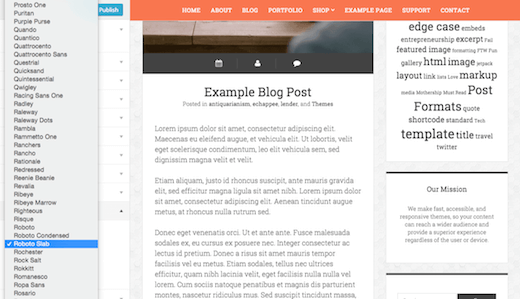 Prosto One
Puritan
Purple Purse
Quando
Quantico
Quattrocento
Quattrocento Sans
Questrial
Quicksand
Quintessential
Qwigley
Racing Sans One
Radley
Raleway
Raleway Dots
Rambla
Rammetto One
Ranchers
Rancho
Rationale
Redressed
Reenie Beanie
Revalia
Ribeye
Ribeye Marrow
Righteous
Risque
Roboto
Roboto Condensed
✓ Roboto Slab
Rochester
Rock Salt
Rokkitt
Romanesco
Ropa Sans
Rosario
Publish
HOME ABOUT BLOG PORTFOLIO SHOP EXAMPLE PAGE SUPPORT CONTACT
Example Blog Post
Posted in antiquarianism, echappee, lender, and Themes
Lorem ipsum dolor sit amet, consectetur adipiscing elit.
Maecenas eu eleifend augue, et vehicula elit. Ut lobortis, velit
eget scelerisque condimentum, leo elit vehicula sem, sed
dignissim magna velit et velit.
Etiam aliquam, justo id rhoncus suscipit, ante mauris gravida
elit, sed efficitur magna ligula sit amet nibh. Lorem ipsum dolor
sit amet, consectetur adipiscing elit. Aenean tincidunt augue
metus, at rhoncus nulla rutrum sed.
Donec eget venenatis orci. Ut et ante ut. Fusce malesuada
sodales ex, eu cursus ex posuere nec. Integer consectetur ac
lectus id pretium. Donec a risus sit amet mauris tempor
facilisis vel eu metus. Etiam sodales, tellus nec ultrices
efficitur, quam nibh lacinia velit, eget facilisis nulla nulla vel
lorem. Cum sociis natoque penatibus et magnis dis parturient
montes, nascetur ridiculus mus. Sed suscipit tincidunt massa,
edge case embeds
entrepreneurship excerpt Fail
featured image formatting FTW Fun
gallery html image jetpack
layout link lists Love markup
media Mothership Must Read Post
Formats quote
shortcode standard Tech
template title travel
twitter
Our Mission
We make fast, accessible, and
responsive themes, so your content
can reach a wider audience and
provide a superior experience
regardless of the user or device.